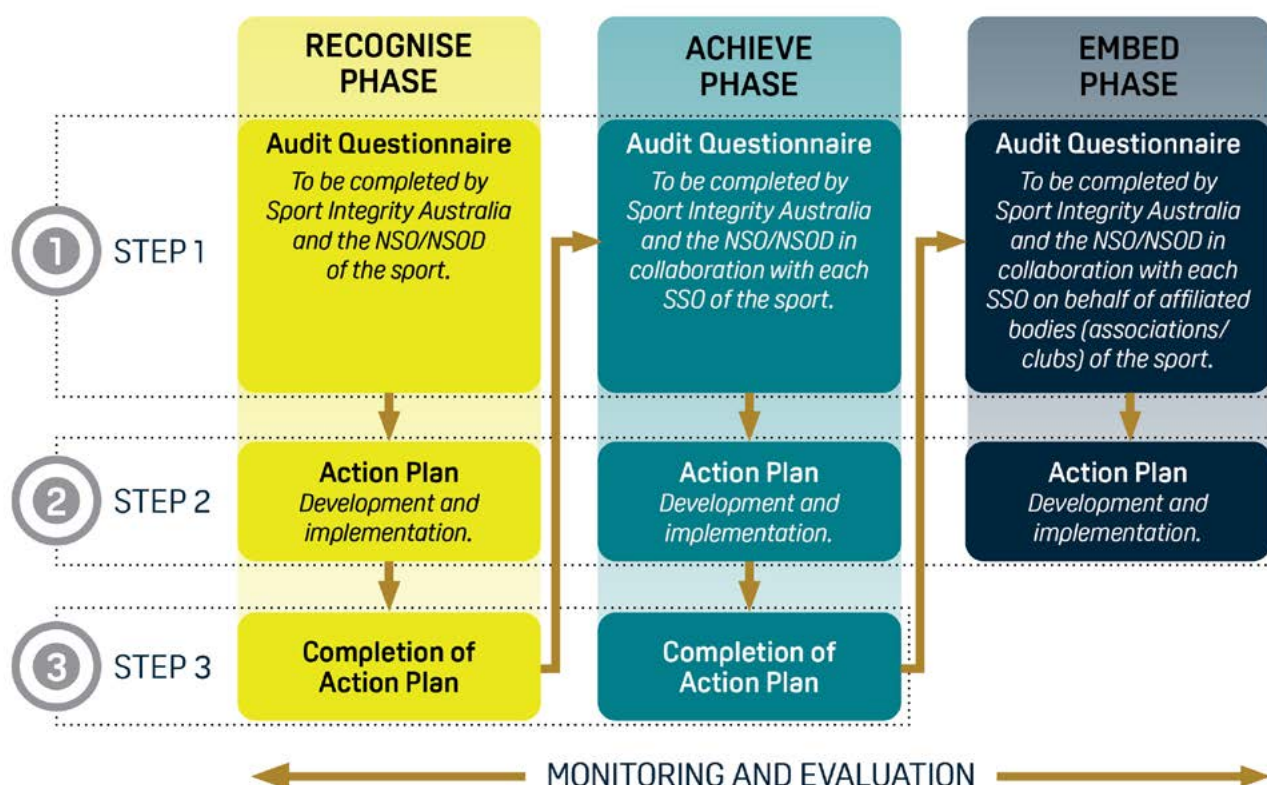 RECOGNISE
PHASE
ACHIEVE
PHASE
EMBED
PHASE
1
STEP 1
Audit Questionnaire
To be completed by
Sport Integrity Australia
and the NSO/NSOD
of the sport.
Audit Questionnaire
To be completed by
Sport Integrity Australia
and the NSO/NSOD in
collaboration with each
SSO of the sport.
Audit Questionnaire
To be completed by
Sport Integrity Australia
and the NSO/NSOD in
collaboration with each
SSO on behalf of affiliated
bodies (associations/
clubs) of the sport.
2
STEP 2
Action Plan
Development and
implementation.
Action Plan
Development and
implementation.
Action Plan
Development and
implementation.
3
STEP 3
Completion of
Action Plan
Completion of
Action Plan
MONITORING AND EVALUATION